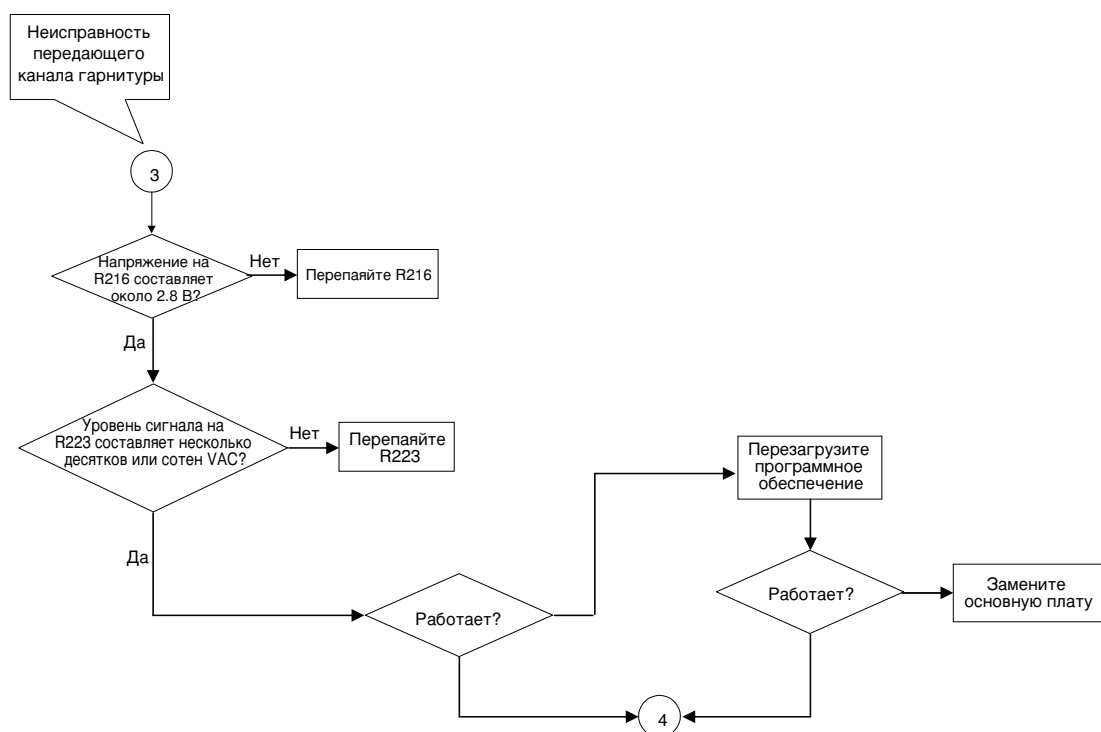 Неисправность
передающего
канала гарнитуры
3
Напряжение на
R216 составляет
около 2.8 В?
Нет
Перепаяйте R216
Да
Уровень сигнала на
R223 составляет несколько
десятков или сотен VAC?
Нет
Перепаяйте
R223
Да
Работает?
Перезагрузите
программное
обеспечение
Работает?
Замените
основную плату
4